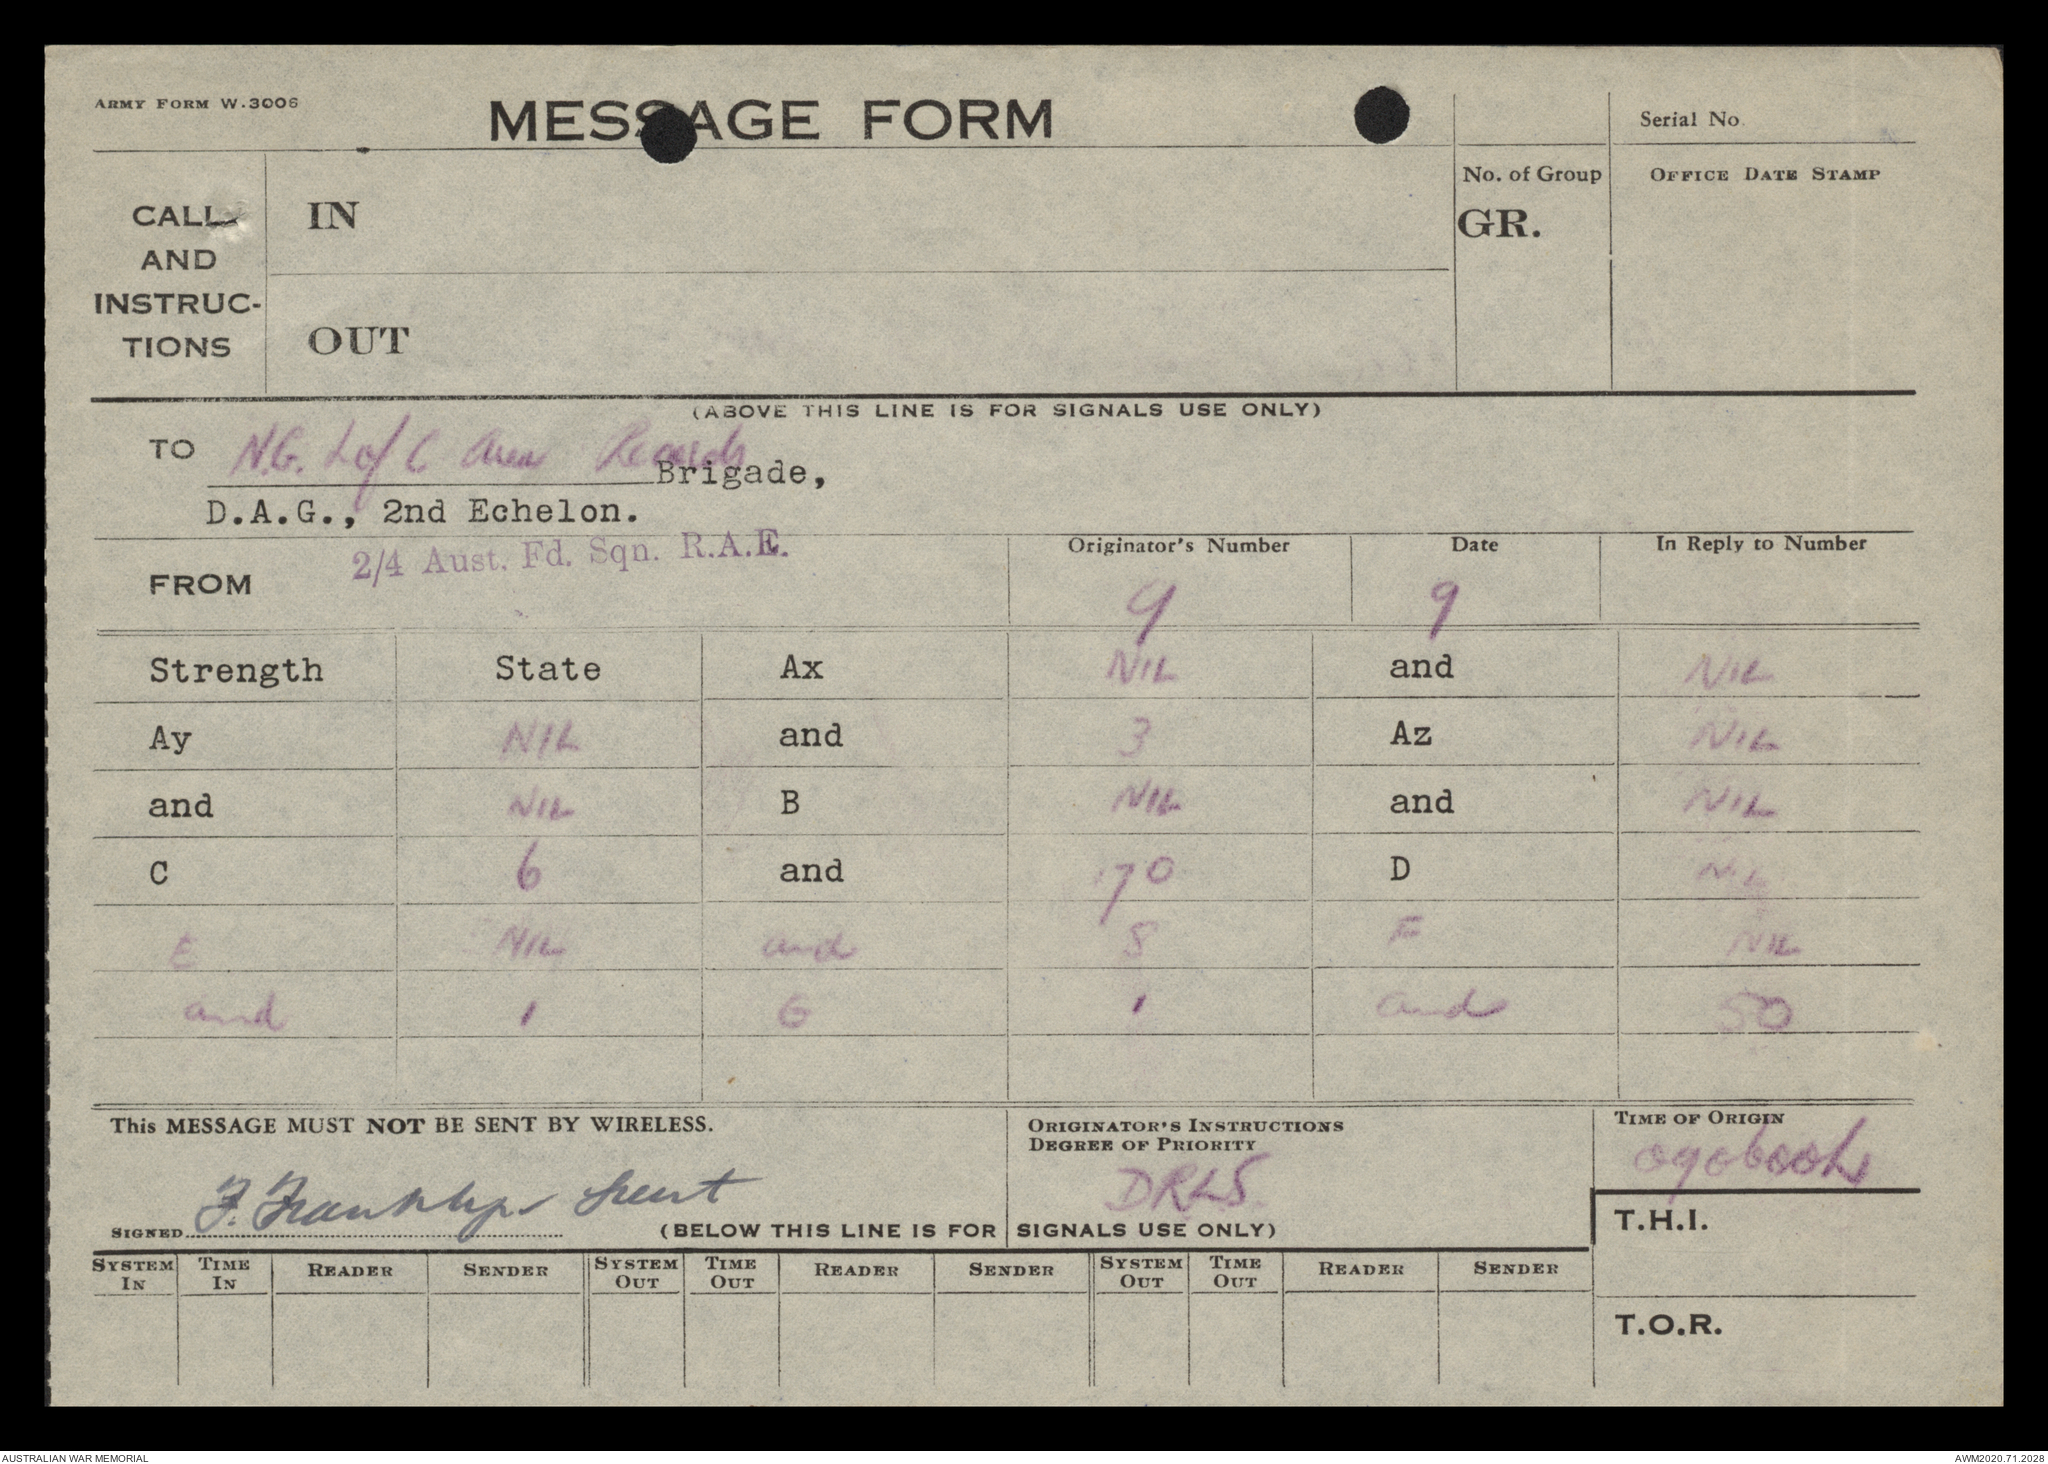 ARMY FORM W.3006
MESSAGE FORM
Serial No.
CALL
AND
INSTRUC-
TIONS
IN
OUT
No. of Group
GR.
OFFICE DATE STAMP
(ABOVE THIS LINE IS FOR SIGNALS USE ONLY)
TO N.G. L of C Area Records Brigade,
D.A.G., 2nd Echelon.
FROM 2/4 Aust. Fd. Sqn. R.A.E.
Originator's Number 9
Date 9
In Reply to Number
Strength State Ax NIL and NIL
Ay NIL and 3 Az NIL
and NIL B NIL and NIL
C 6 and 70 D NIL
E NIL and 8 F NIL
and 1 G 1 and 50
This MESSAGE MUST NOT BE SENT BY WIRELESS.
ORIGINATOR'S INSTRUCTIONS
DEGREE OF PRIORITY
DRLS
TIME OF ORIGIN
090600h
SIGNED F. Lieut
(BELOW THIS LINE IS FOR SIGNALS USE ONLY)
T.H.I.
SYSTEM IN TIME IN READER SENDER SYSTEM OUT TIME OUT READER SENDER SYSTEM OUT TIME OUT READER SENDER
T.O.R.
AUSTRALIAN WAR MEMORIAL
AWM2020.71.2028